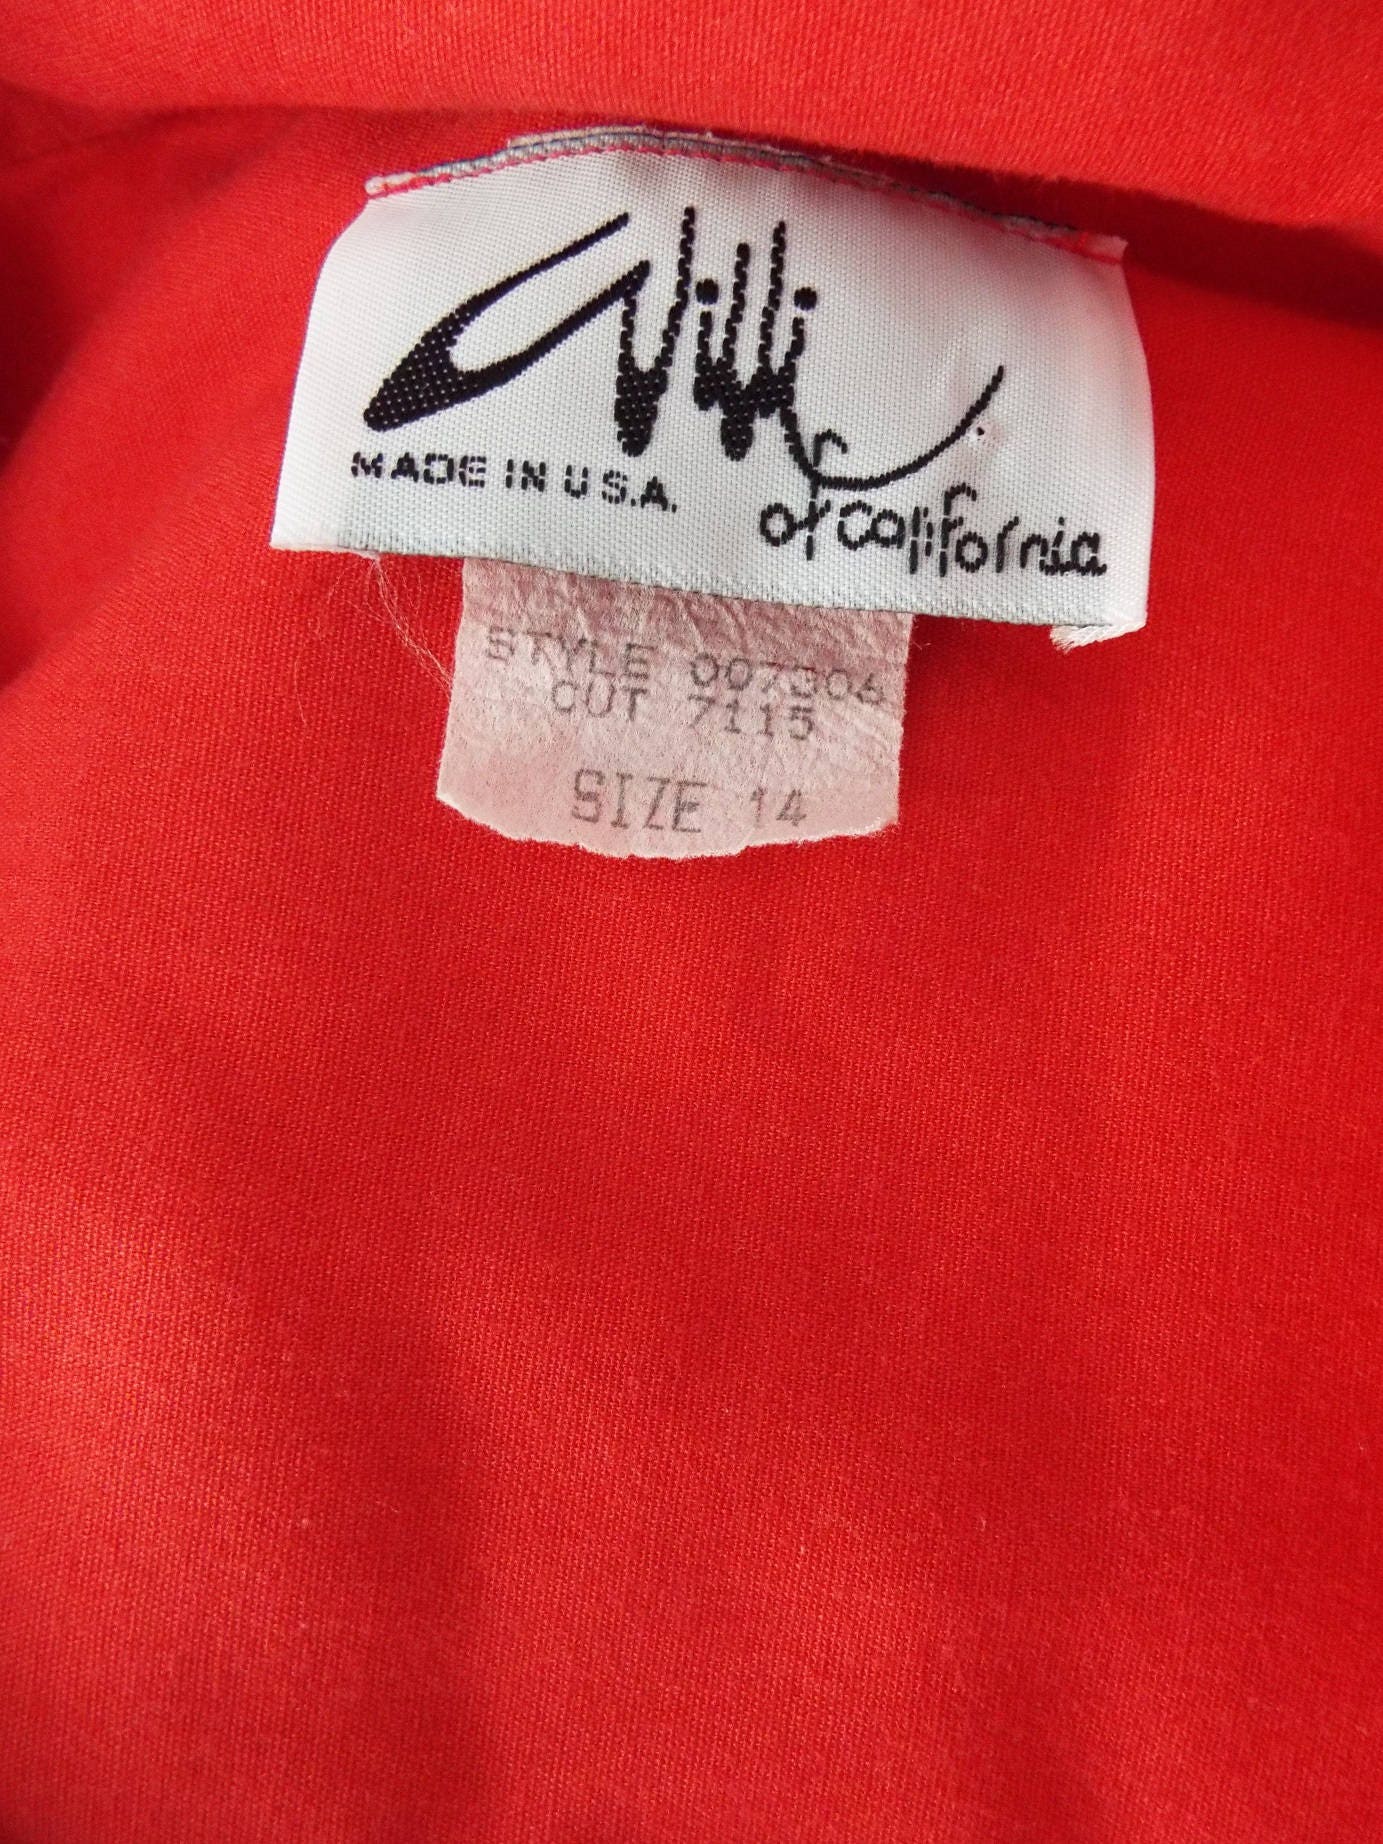 Willi
of california
MADE IN U.S.A.
STYLE 007306
CUT 7115
SIZE 14